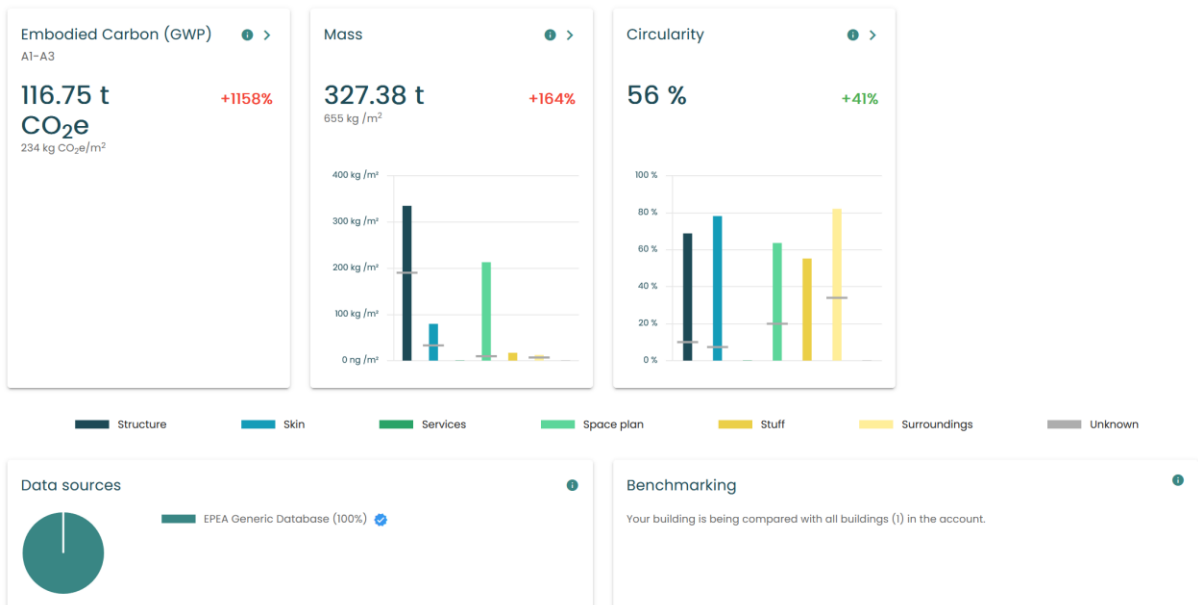 Embodied Carbon (GWP)
A1-A3
116.75 t
CO₂e
+1158%
234 kg CO₂e/m²
Mass
327.38 t
+164%
655 kg /m²
400 kg /m²
300 kg /m²
200 kg /m²
100 kg /m²
0 ng /m²
Circularity
56 %
+41%
100 %
80 %
60 %
40 %
20 %
0 %
Structure
Skin
Services
Space plan
Stuff
Surroundings
Unknown
Data sources
EPEA Generic Database (100%)
Benchmarking
Your building is being compared with all buildings (1) in the account.